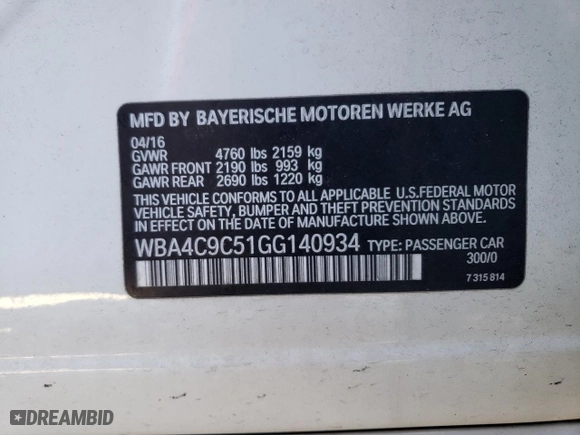 MFD BY BAYERISCHE MOTOREN WERKE AG
04/16
GVWR 4760 lbs 2159 kg
GAWR FRONT 2190 lbs 993 kg
GAWR REAR 2690 lbs 1220 kg
THIS VEHICLE CONFORMS TO ALL APPLICABLE U.S.FEDERAL MOTOR
VEHICLE SAFETY, BUMPER AND THEFT PREVENTION STANDARDS
IN EFFECT ON THE DATE OF MANUFACTURE SHOWN ABOVE.
WBA4C9C51GG140934 TYPE: PASSENGER CAR
300/0
7 315 814
DREAMBID